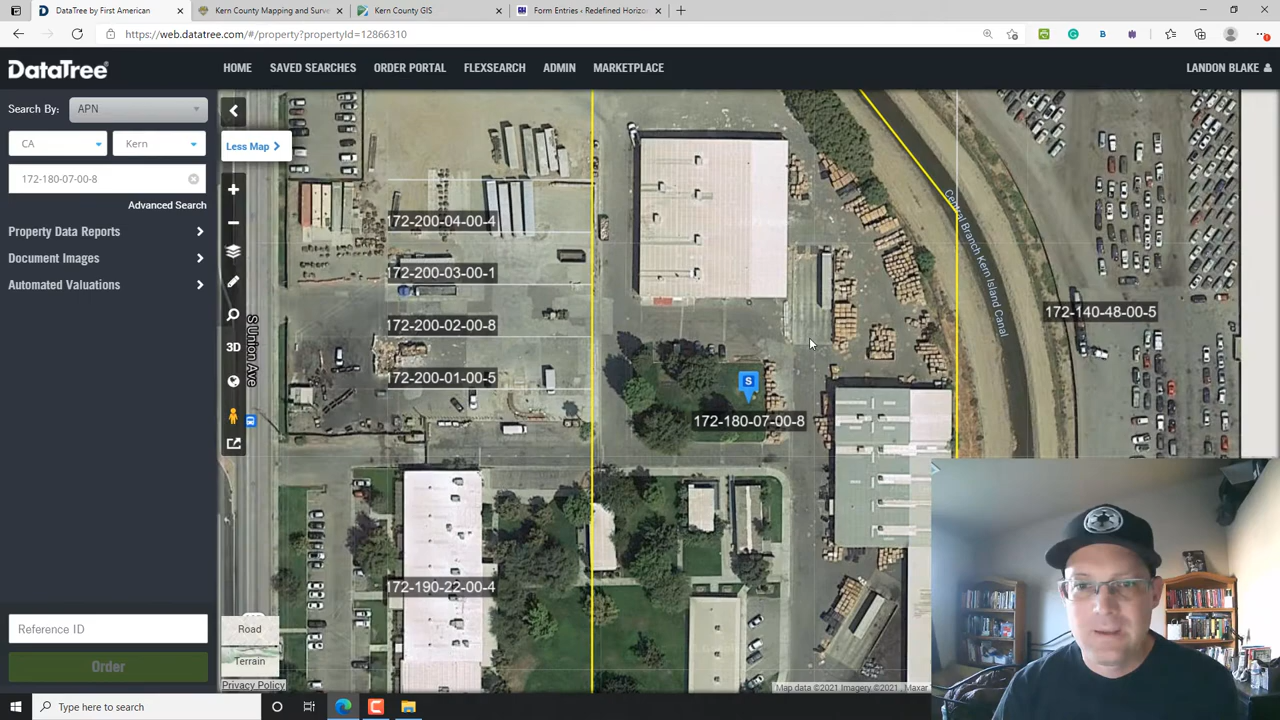 DataTree by First American
Kern County Mapping and Surve
Kern County GIS
Form Entries ‹ Redefined Horizo
https://web.datatree.com/#/property?propertyId=12866310
DataTree
HOME
SAVED SEARCHES
ORDER PORTAL
FLEXSEARCH
ADMIN
MARKETPLACE
LANDON BLAKE
Search By:
APN
CA
Kern
172-180-07-00-8
Advanced Search
Property Data Reports
Document Images
Automated Valuations
Reference ID
Order
Less Map
3D
S Union Ave
172-200-04-00-4
172-200-03-00-1
172-200-02-00-8
172-200-01-00-5
172-190-22-00-4
S
172-180-07-00-8
Central Branch Kern Island Canal
172-140-48-00-5
Road
Terrain
Privacy Policy
Map data ©2021 Imagery ©2021 , Maxar
Type here to search